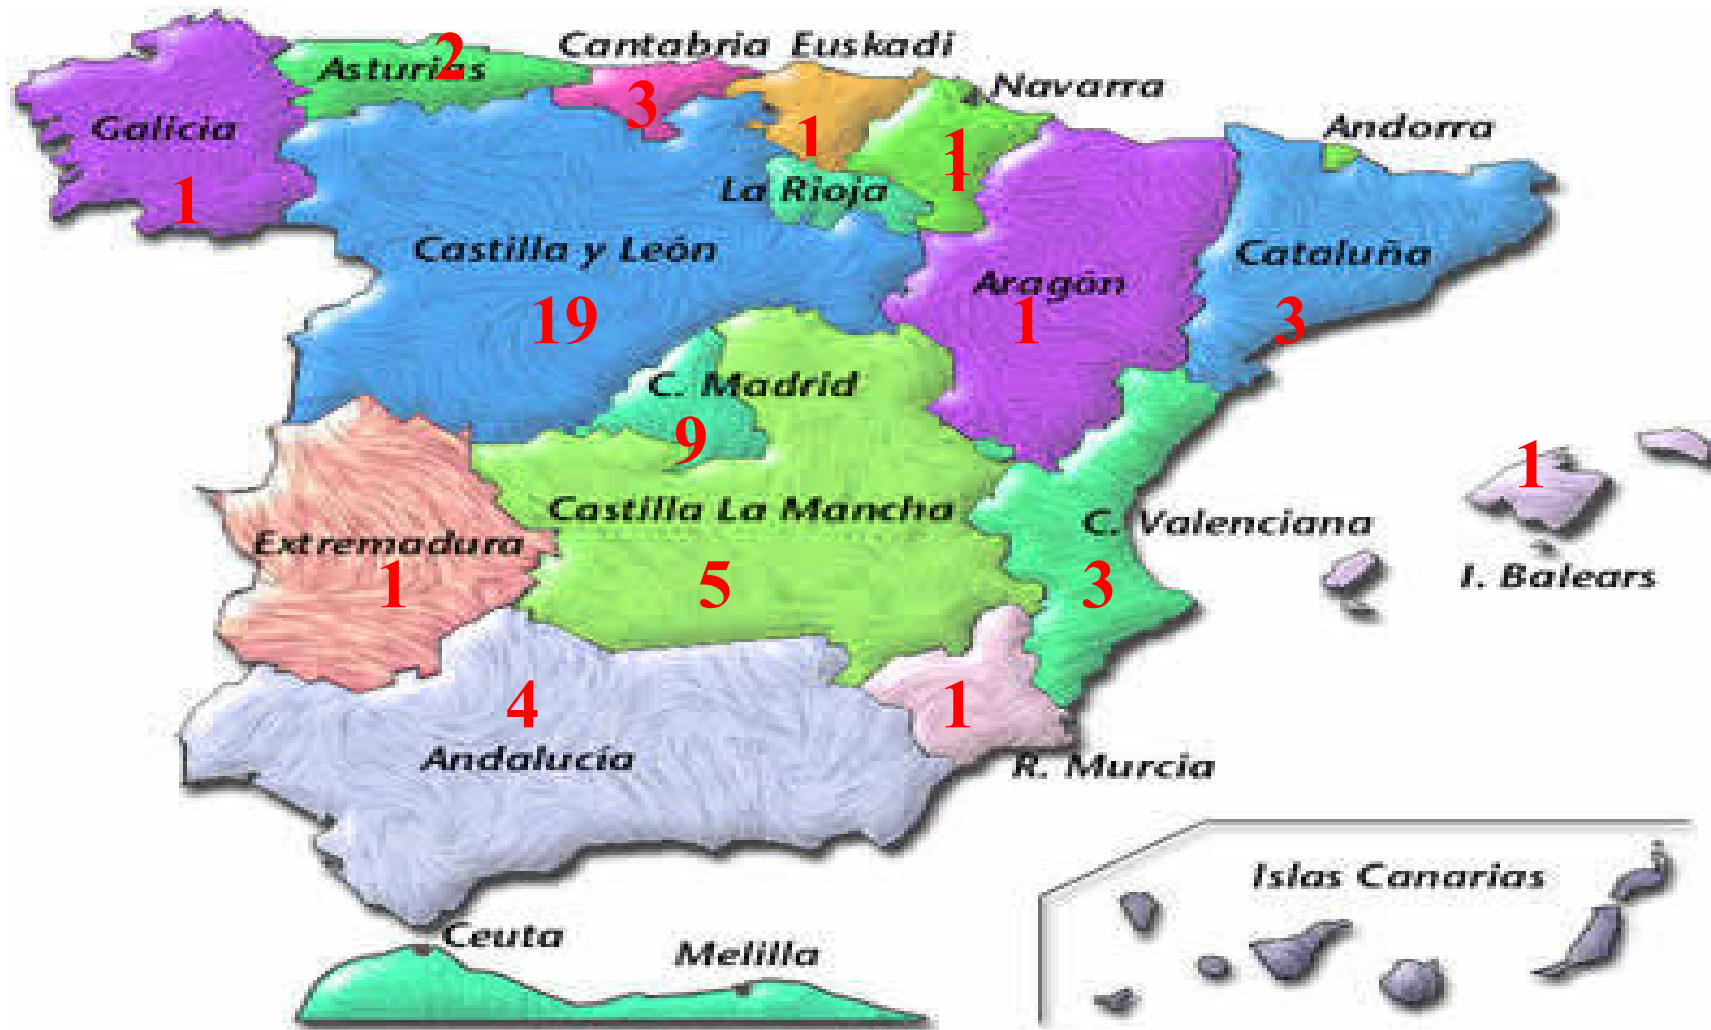 Cantabria Euskadi
2
Asturias
Navarra
3
Galicia
1
1
1
Andorra
La Rioja
1
Castilla y León
Cataluña
Aragón
19
1
3
C. Madrid
9
1
Castilla La Mancha
C. Valenciana
Extremadura
1
5
3
I. Balears
4
1
Andalucía
R. Murcia
Islas Canarias
Ceuta
Melilla